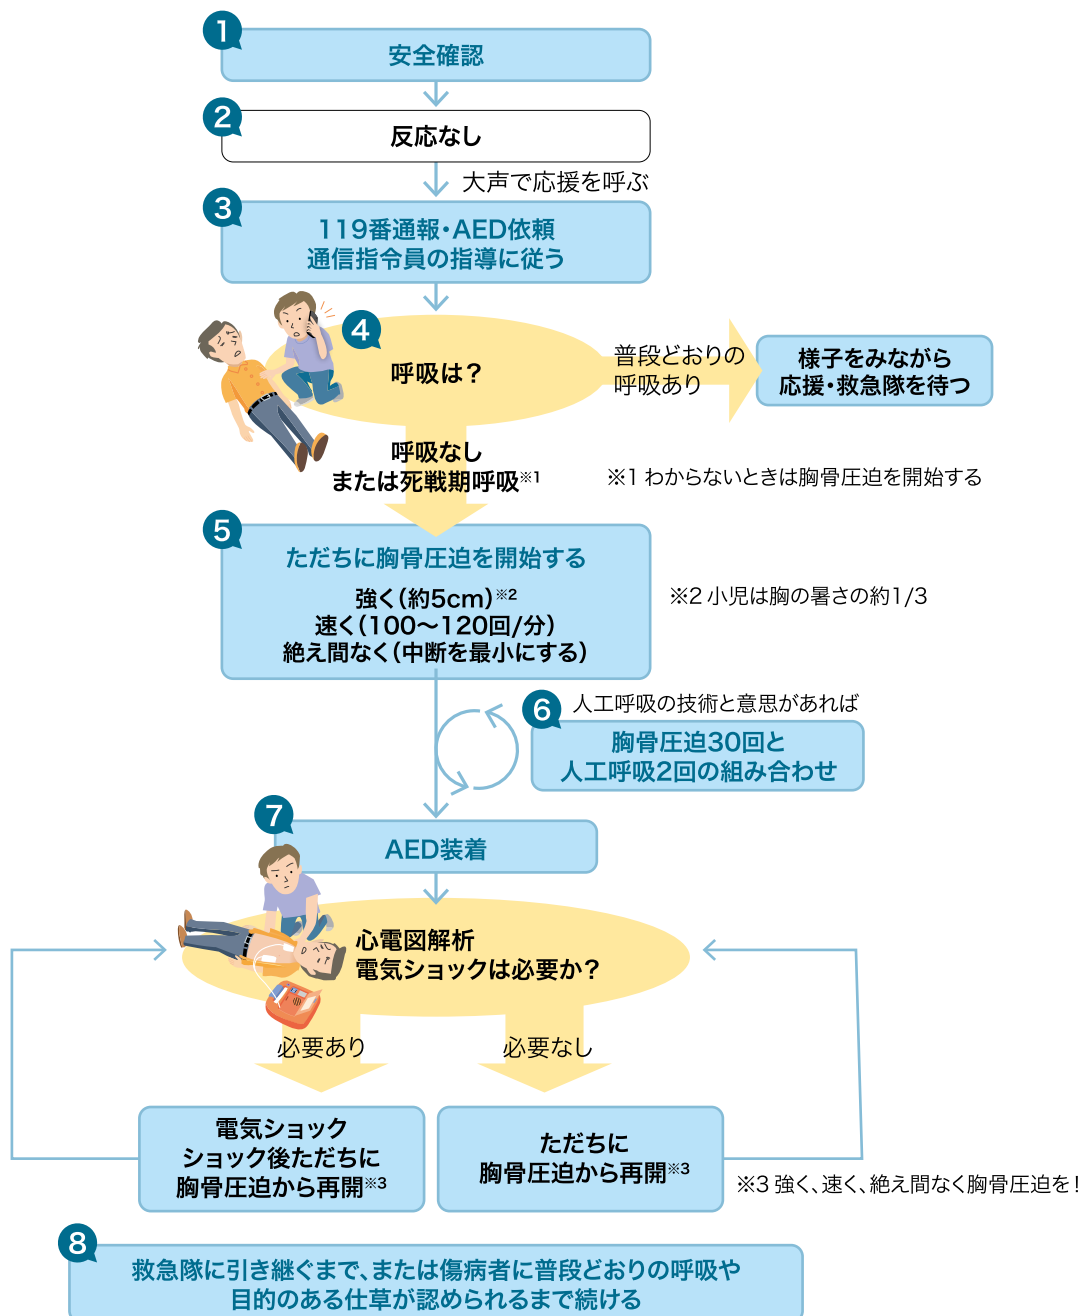 1
安全確認
2
反応なし
大声で応援を呼ぶ
3
119番通報・AED依頼
通信指令員の指導に従う
4
呼吸は？
普段どおりの
呼吸あり
様子をみながら
応援・救急隊を待つ
呼吸なし
または死戦期呼吸※1
※1 わからないときは胸骨圧迫を開始する
5
ただちに胸骨圧迫を開始する
強く（約5cm）※2
速く（100〜120回/分）
絶え間なく（中断を最小にする）
※2 小児は胸の暑さの約1/3
6
人工呼吸の技術と意思があれば
胸骨圧迫30回と
人工呼吸2回の組み合わせ
7
AED装着
心電図解析
電気ショックは必要か？
必要あり
必要なし
電気ショック
ショック後ただちに
胸骨圧迫から再開※3
ただちに
胸骨圧迫から再開※3
※3 強く、速く、絶え間なく胸骨圧迫を！
8
救急隊に引き継ぐまで、または傷病者に普段どおりの呼吸や
目的のある仕草が認められるまで続ける